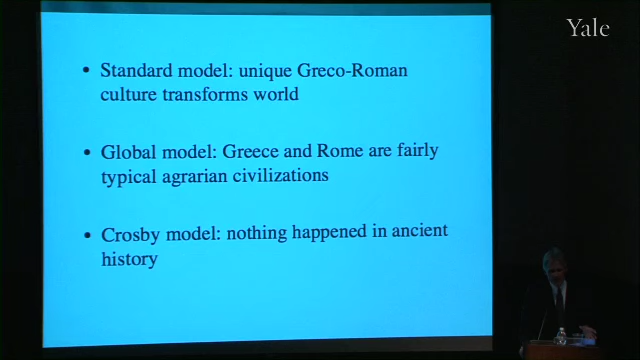 Yale
• Standard model: unique Greco-Roman
culture transforms world
• Global model: Greece and Rome are fairly
typical agrarian civilizations
• Crosby model: nothing happened in ancient
history